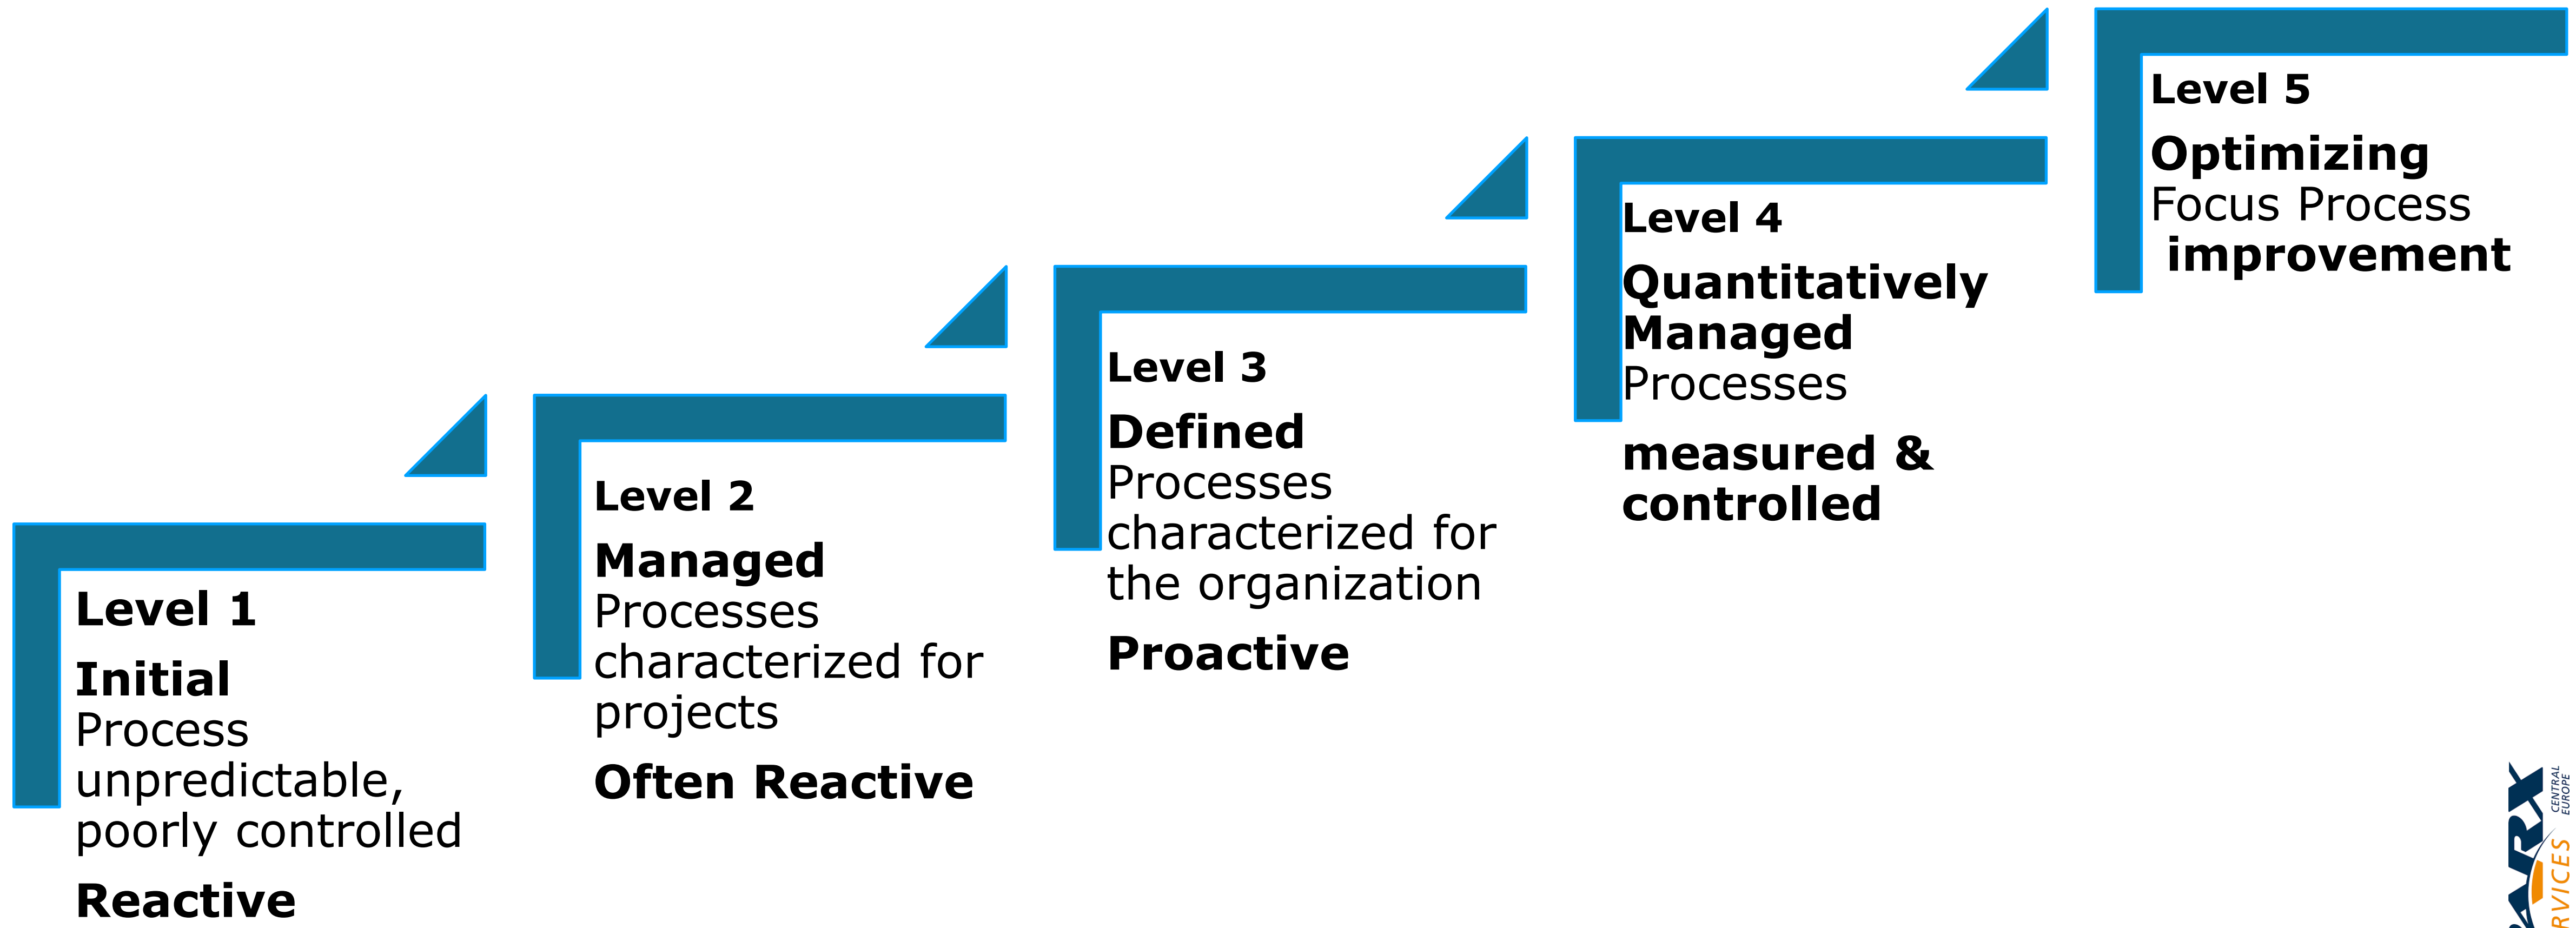 Level 1
Initial
Process
unpredictable,
poorly controlled
Reactive
Level 2
Managed
Processes
characterized for
projects
Often Reactive
Level 3
Defined
Processes
characterized for
the organization
Proactive
Level 4
Quantitatively
Managed
Processes
measured &
controlled
Level 5
Optimizing
Focus Process
improvement
CENTRAL
EUROPE